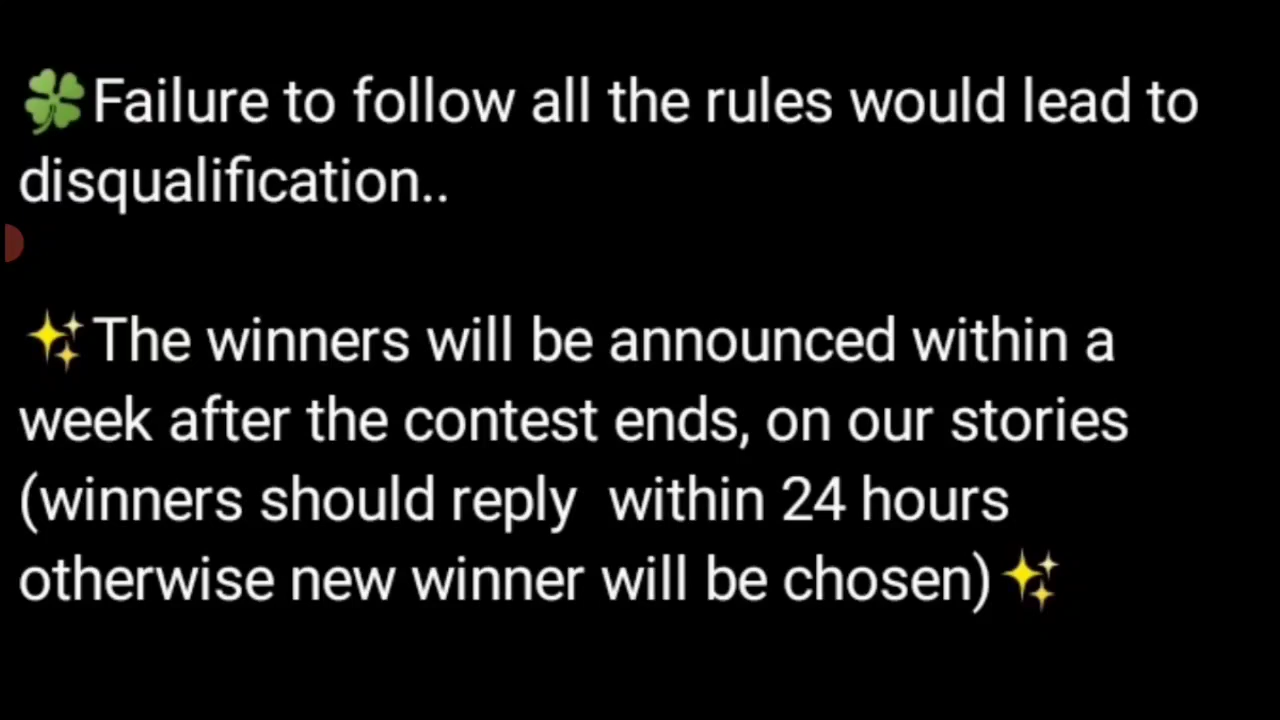 🍀Failure to follow all the rules would lead to
disqualification..
✨The winners will be announced within a
week after the contest ends, on our stories
(winners should reply  within 24 hours
otherwise new winner will be chosen)✨